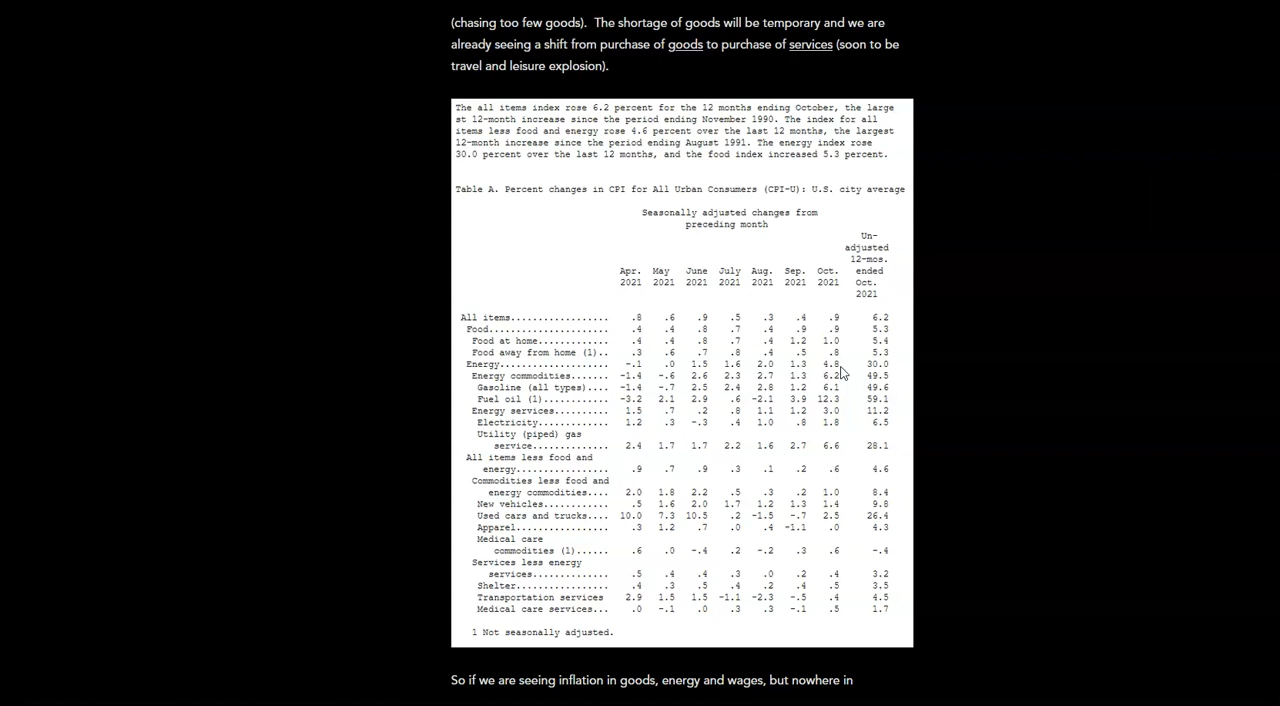 (chasing too few goods).  The shortage of goods will be temporary and we are
already seeing a shift from purchase of goods to purchase of services (soon to be
travel and leisure explosion).
The all items index rose 6.2 percent for the 12 months ending October, the large
st 12-month increase since the period ending November 1990. The index for all
items less food and energy rose 4.6 percent over the last 12 months, the largest
12-month increase since the period ending August 1991. The energy index rose
30.0 percent over the last 12 months, and the food index increased 5.3 percent.
Table A. Percent changes in CPI for All Urban Consumers (CPI-U): U.S. city average
Seasonally adjusted changes from
preceding month
Un-
adjusted
12-mos.
Apr. May June July Aug. Sep. Oct. ended
2021 2021 2021 2021 2021 2021 2021 Oct.
2021
All items.................. .8 .6 .9 .5 .3 .4 .9 6.2
Food...................... .4 .4 .8 .7 .4 .9 .9 5.3
Food at home............. .4 .4 .8 .7 .4 1.2 1.0 5.4
Food away from home (1).. .3 .6 .7 .8 .4 .5 .8 5.3
Energy.................... -.1 .0 1.5 1.6 2.0 1.3 4.8 30.0
Energy commodities....... -1.4 -.6 2.6 2.3 2.7 1.3 6.2 49.5
Gasoline (all types).... -1.4 -.7 2.5 2.4 2.8 1.2 6.1 49.6
Fuel oil (1)............ -3.2 2.1 2.9 .6 -2.1 3.9 12.3 59.1
Energy services.......... 1.5 .7 .2 .8 1.1 1.2 3.0 11.2
Electricity............. 1.2 .3 -.3 .4 1.0 .8 1.8 6.5
Utility (piped) gas
service.............. 2.4 1.7 1.7 2.2 1.6 2.7 6.6 28.1
All items less food and
energy................. .9 .7 .9 .3 .1 .2 .6 4.6
Commodities less food and
energy commodities.... 2.0 1.8 2.2 .5 .3 .2 1.0 8.4
New vehicles............ .5 1.6 2.0 1.7 1.2 1.3 1.4 9.8
Used cars and trucks.... 10.0 7.3 10.5 .2 -1.5 -.7 2.5 26.4
Apparel................. .3 1.2 .7 .0 .4 -1.1 .0 4.3
Medical care
commodities (1)...... .6 .0 -.4 .2 -.2 .3 .6 -.4
Services less energy
services.............. .5 .4 .4 .3 .0 .2 .4 3.2
Shelter................. .4 .3 .5 .4 .2 .4 .5 3.5
Transportation services 2.9 1.5 1.5 -1.1 -2.3 -.5 .4 4.5
Medical care services... .0 -.1 .0 .3 .3 -.1 .5 1.7
1 Not seasonally adjusted.
So if we are seeing inflation in goods, energy and wages, but nowhere in